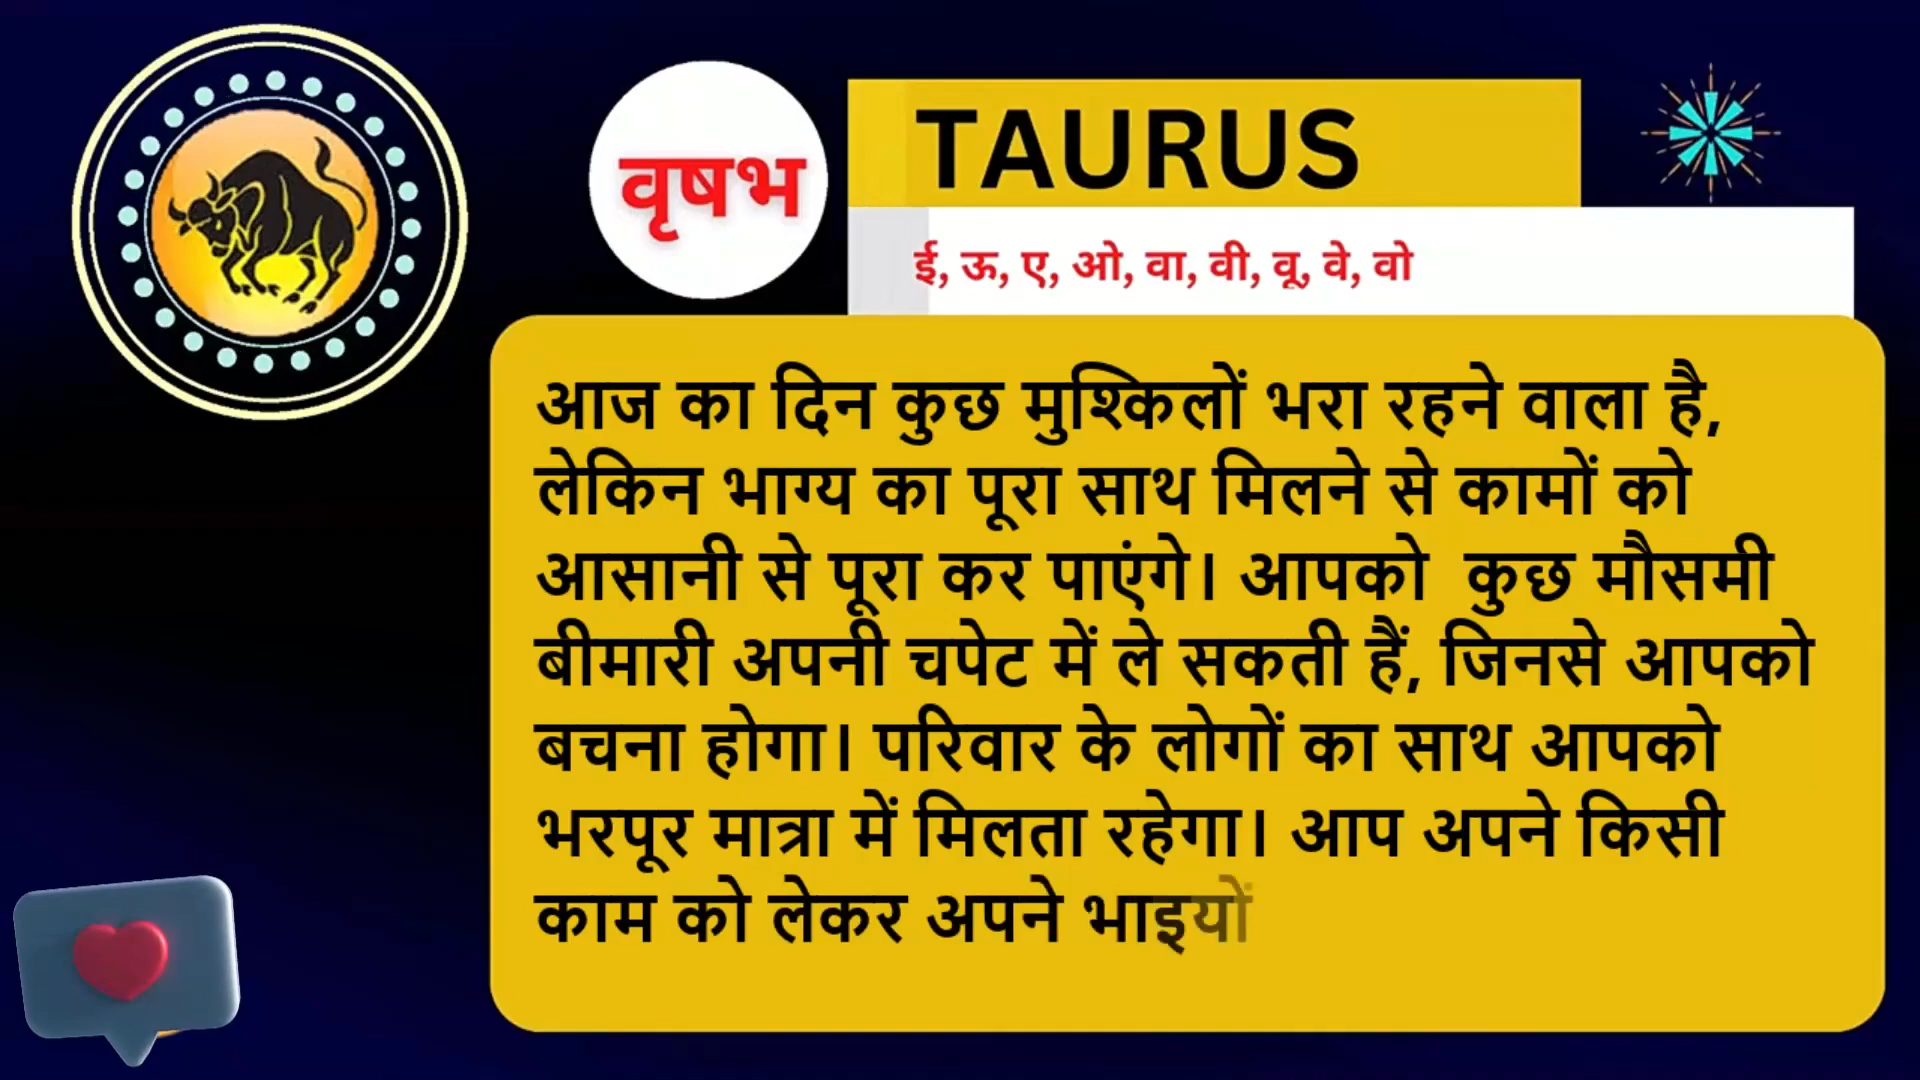 वृषभ
TAURUS
ई, ऊ, ए, ओ, वा, वी, वू, वे, वो
आज का दिन कुछ मुश्किलों भरा रहने वाला है,
लेकिन भाग्य का पूरा साथ मिलने से कामों को
आसानी से पूरा कर पाएंगे। आपको कुछ मौसमी
बीमारी अपनी चपेट में ले सकती हैं, जिनसे आपको
बचना होगा। परिवार के लोगों का साथ आपको
भरपूर मात्रा में मिलता रहेगा। आप अपने किसी
काम को लेकर अपने भाइयों